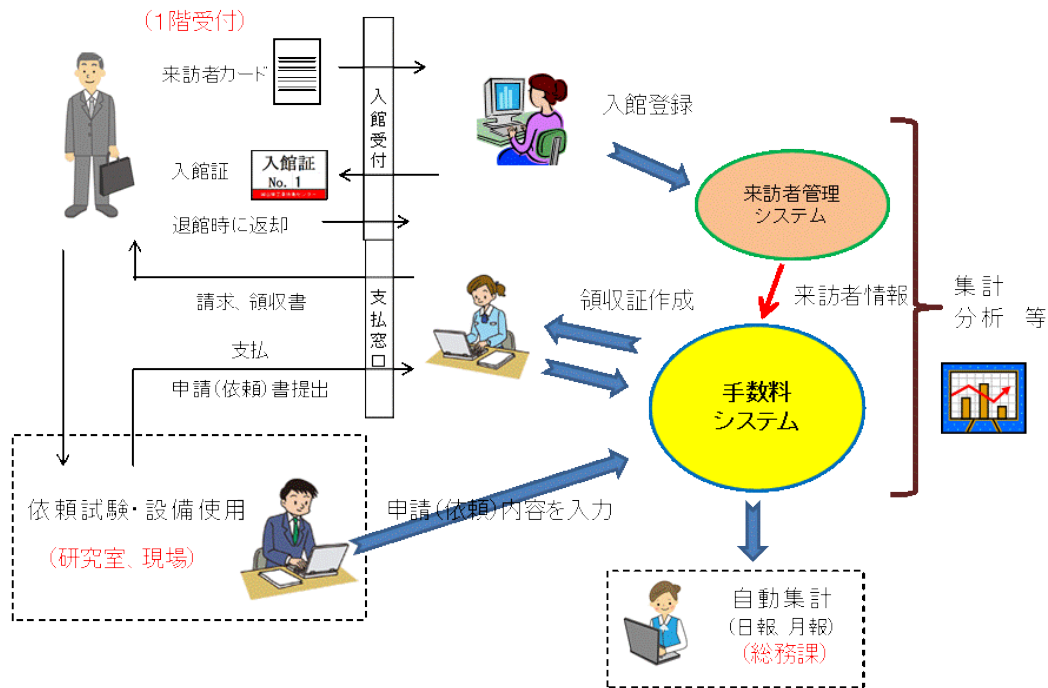 （１階受付）
来訪者カード
入館受付
入館登録
入館証
入館証
No. 1
来訪者管理
システム
退館時に返却
請求、領収書
支払窓口
領収証作成
来訪者情報
集計
分析　等
支払
申請（依頼）書提出
手数料
システム
依頼試験・設備使用
（研究室、現場）
申請（依頼）内容を入力
自動集計
（日報、月報）
（総務課）